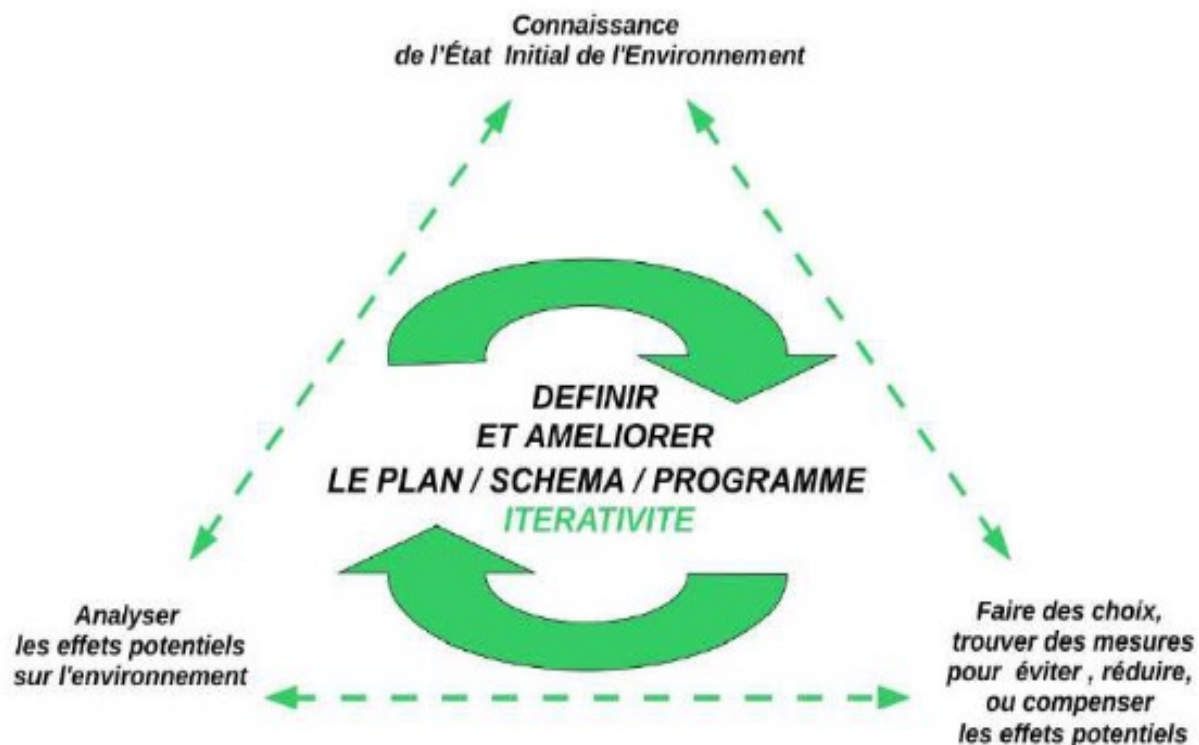 Connaissance
de l'État Initial de l'Environnement
DEFINIR
ET AMELIORER
LE PLAN / SCHEMA / PROGRAMME
ITERATIVITE
Analyser
les effets potentiels
sur l'environnement
Faire des choix,
trouver des mesures
pour éviter , réduire,
ou compenser
les effets potentiels